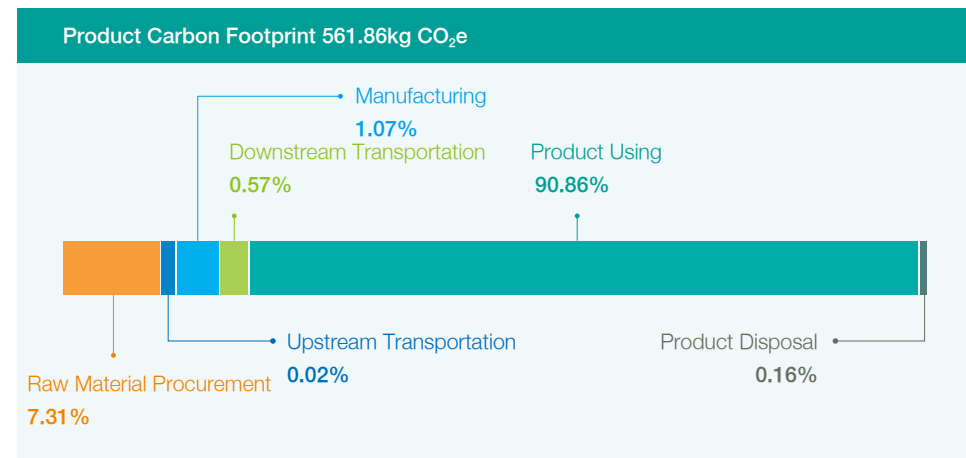 Product Carbon Footprint 561.86kg CO₂e
Manufacturing
1.07%
Downstream Transportation
0.57%
Product Using
90.86%
Upstream Transportation
0.02%
Product Disposal
0.16%
Raw Material Procurement
7.31%